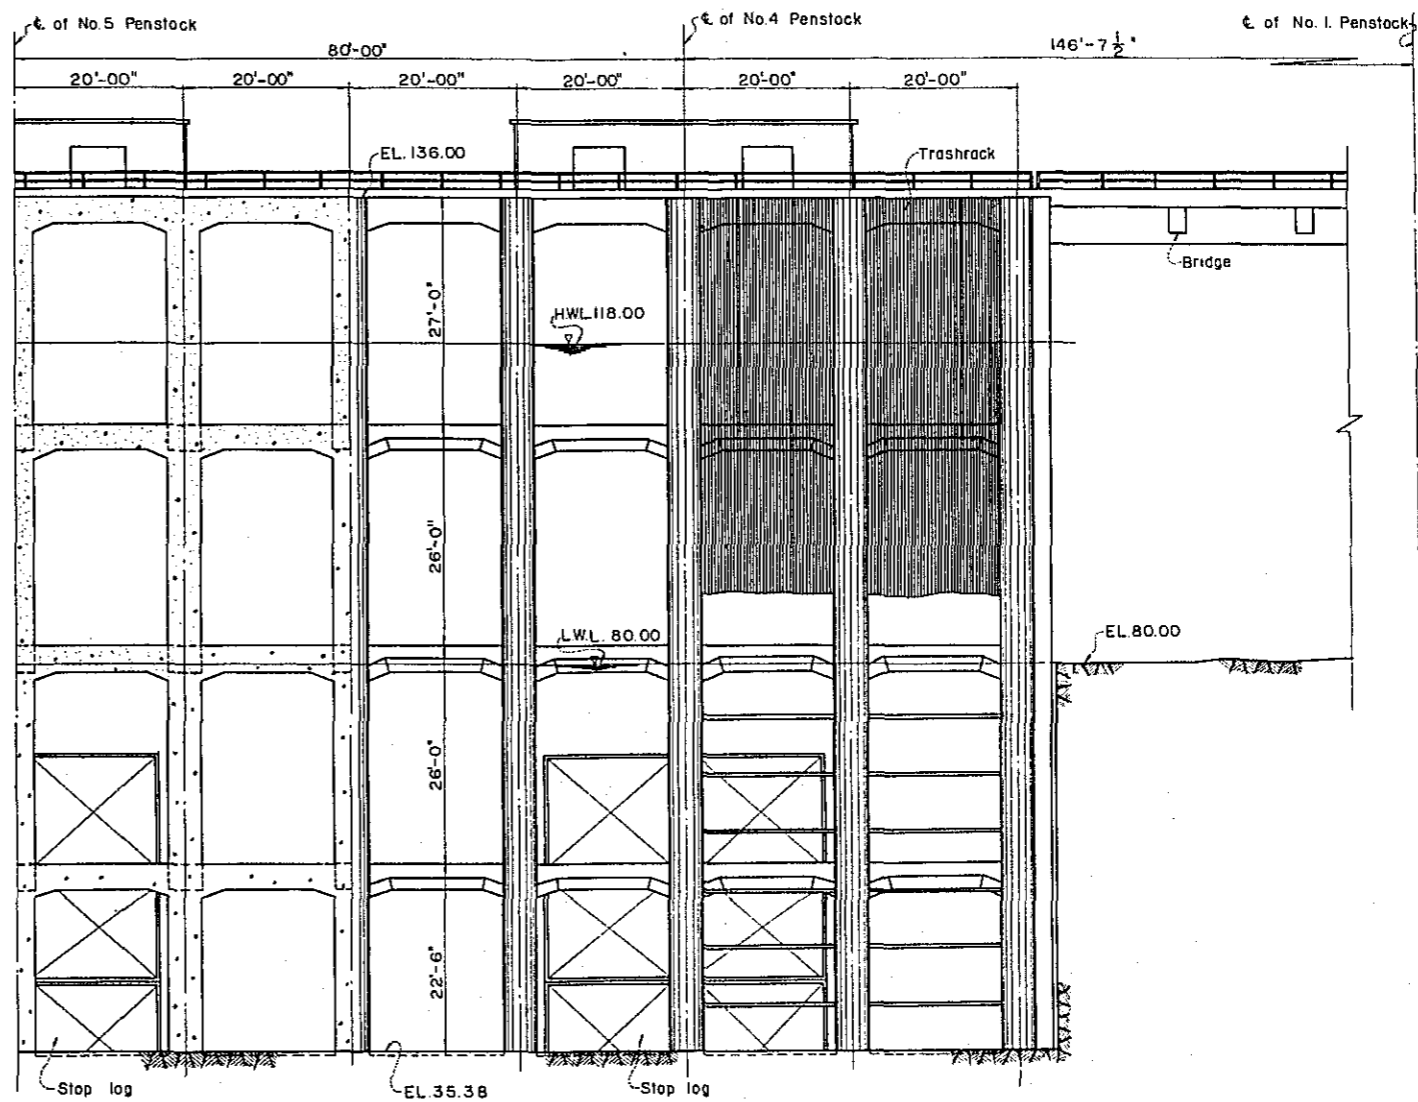 ℄ of No.5 Penstock
℄ of No.4 Penstock
℄ of No. 1. Penstock
80'-00"
146'-7 1/2"
20'-00"
20'-00"
20'-00"
20'-00"
20'-00"
20'-00"
EL. 136.00
Trashrack
Bridge
27'-0"
H.W.L.118.00
26'-0"
L.W.L. 80.00
EL.80.00
26'-0"
22'-6"
Stop log
EL.35.38
Stop log